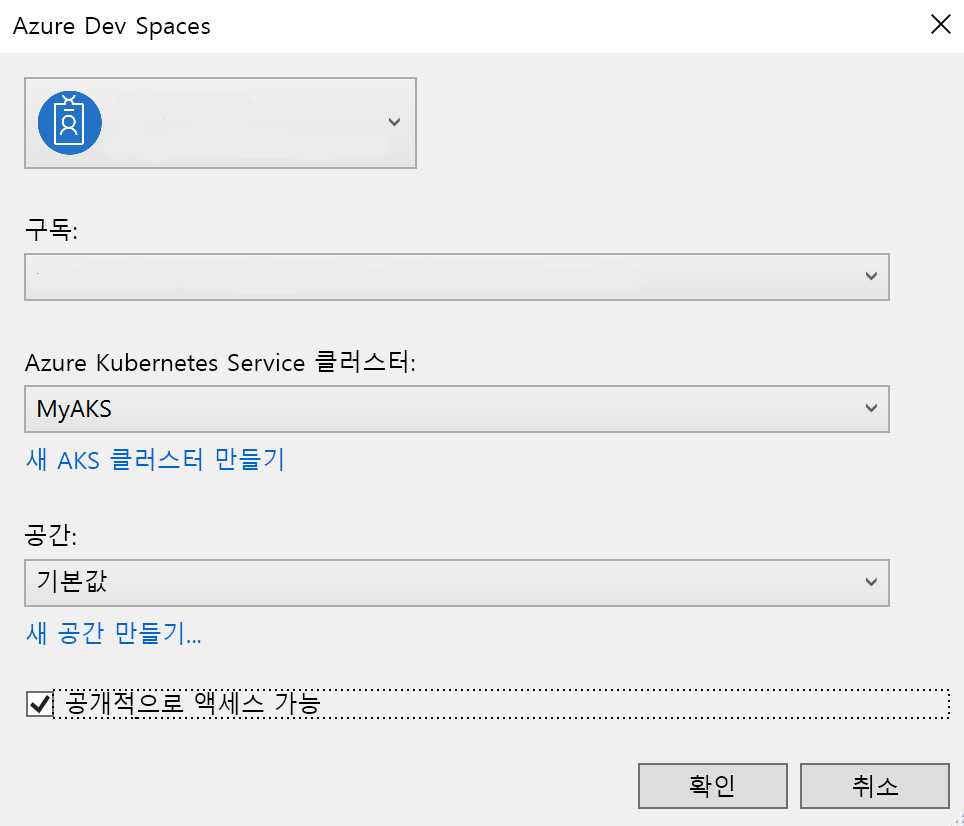 Azure Dev Spaces
구독:
Azure Kubernetes Service 클러스터:
MyAKS
새 AKS 클러스터 만들기
공간:
기본값
새 공간 만들기...
공개적으로 액세스 가능
확인
취소